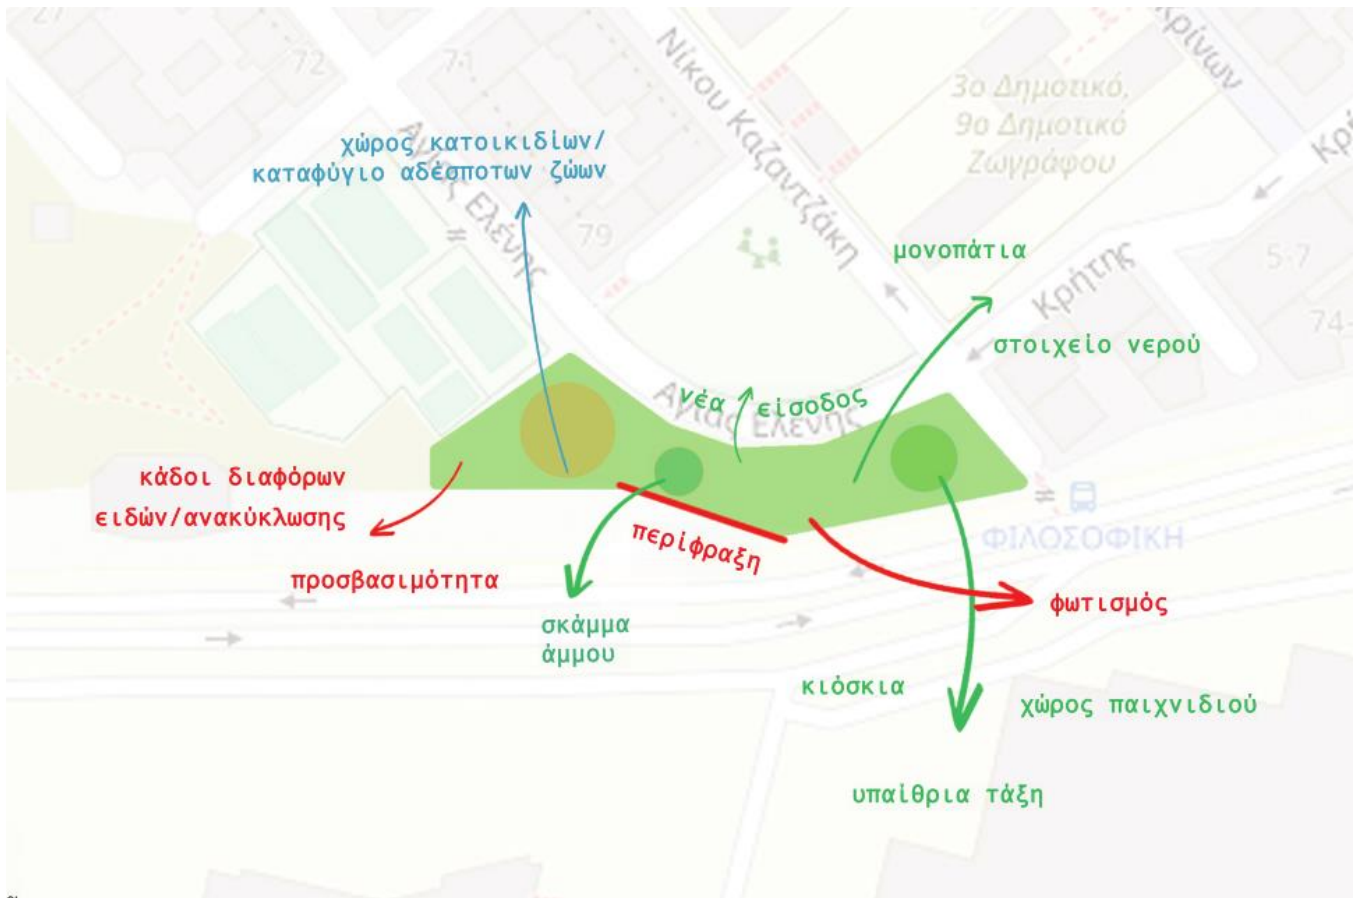 27
72
71
Νίκου Καζαντζάκη
3ο Δημοτικό,
9ο Δημοτικό
Ζωγράφου
Κρίνων
Αγίας Ελένης
χώρος κατοικιδίων/
καταφύγιο αδέσποτων ζώων
79
μονοπάτια
5-7
Κρήτης
στοιχείο νερού
74-
νέα είσοδος
Αγίας Ελένης
κάδοι διαφόρων
ειδών/ανακύκλωσης
περίφραξη
ΦΙΛΟΣΟΦΙΚΗ
προσβασιμότητα
φωτισμός
σκάμμα
άμμου
κιόσκια
χώρος παιχνιδιού
υπαίθρια τάξη